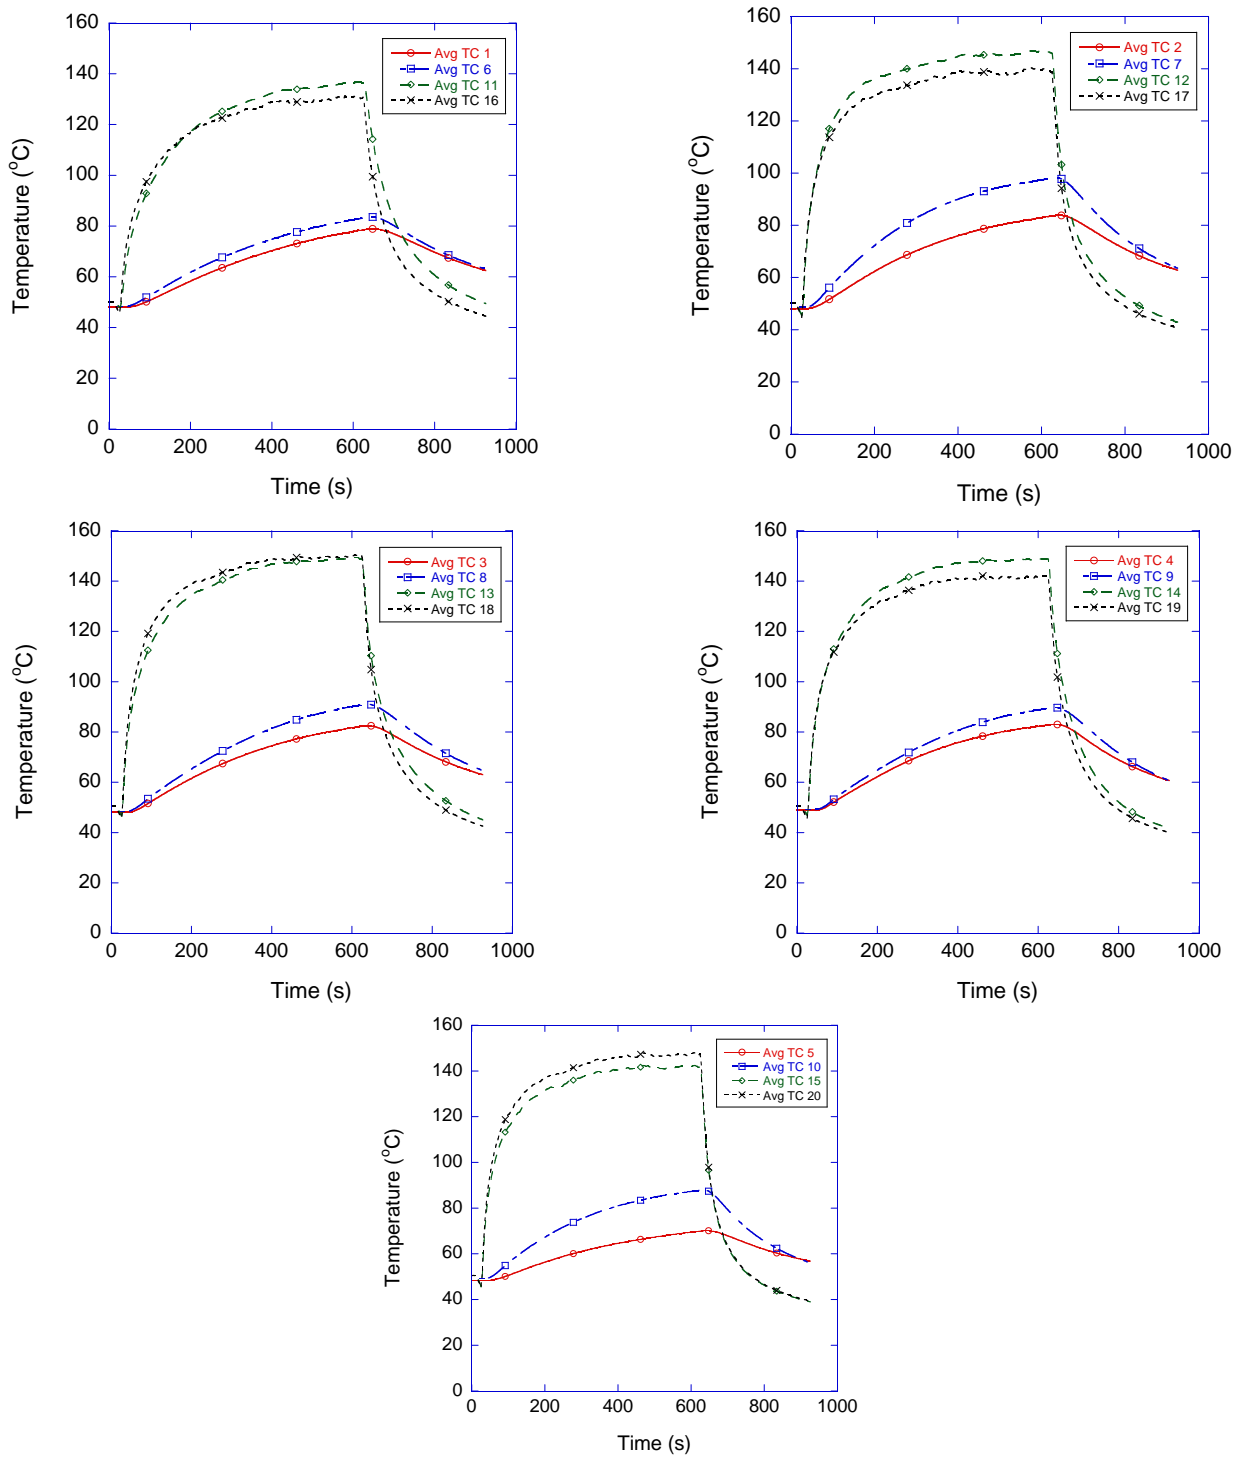 160
140
120
100
80
60
40
20
0
Temperature (°C)
Avg TC 1
Avg TC 6
Avg TC 11
Avg TC 16
0 200 400 600 800 1000
Time (s)
160
140
120
100
80
60
40
20
0
Temperature (°C)
Avg TC 2
Avg TC 7
Avg TC 12
Avg TC 17
0 200 400 600 800 1000
Time (s)
160
140
120
100
80
60
40
20
0
Temperature (°C)
Avg TC 3
Avg TC 8
Avg TC 13
Avg TC 18
0 200 400 600 800 1000
Time (s)
160
140
120
100
80
60
40
20
0
Temperature (°C)
Avg TC 4
Avg TC 9
Avg TC 14
Avg TC 19
0 200 400 600 800 1000
Time (s)
160
140
120
100
80
60
40
20
0
Temperature (°C)
Avg TC 5
Avg TC 10
Avg TC 15
Avg TC 20
0 200 400 600 800 1000
Time (s)